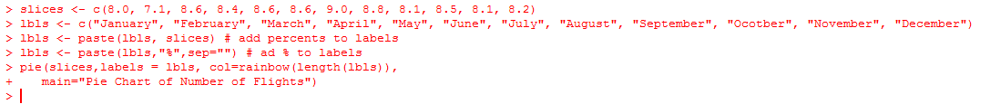 > slices <- c(8.0, 7.1, 8.6, 8.4, 8.6, 8.6, 9.0, 8.8, 8.1, 8.5, 8.1, 8.2)
> lbls <- c("January", "February", "March", "April", "May", "June", "July", "August", "September", "Ocotber", "November", "December")
> lbls <- paste(lbls, slices) # add percents to labels
> lbls <- paste(lbls,"%",sep="") # ad % to labels
> pie(slices,labels = lbls, col=rainbow(length(lbls)),
+    main="Pie Chart of Number of Flights")
>